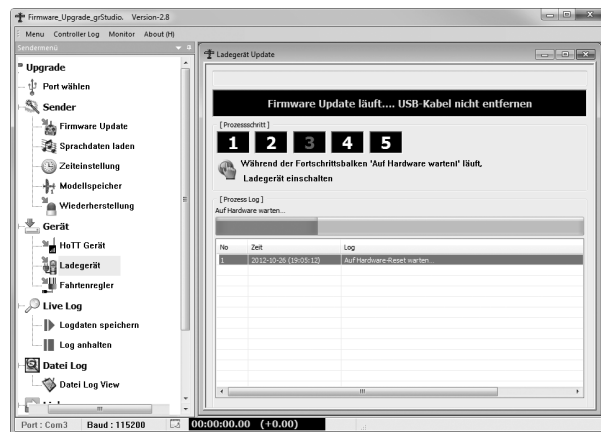 Firmware_Upgrade_grStudio. Version-2.8
Menu Controller Log Monitor About (H)
Sendermenü
Upgrade
Port wählen
Sender
Firmware Update
Sprachdaten laden
Zeiteinstellung
Modellspeicher
Wiederherstellung
Gerät
HoTT Gerät
Ladegerät
Fahrtenregler
Live Log
Logdaten speichern
Log anhalten
Datei Log
Datei Log View
Ladegerät Update
Firmware Update läuft.... USB-Kabel nicht entfernen
[ Prozessschritt ]
1 2 3 4 5
Während der Fortschrittsbalken 'Auf Hardware warten!' läuft,
Ladegerät einschalten
[ Prozess Log ]
Auf Hardware warten...
No Zeit Log
1 2012-10-26 (19:05:12) Auf Hardware-Reset warten...
Port : Com3 Baud : 115200 00:00:00.00 (+0.00)